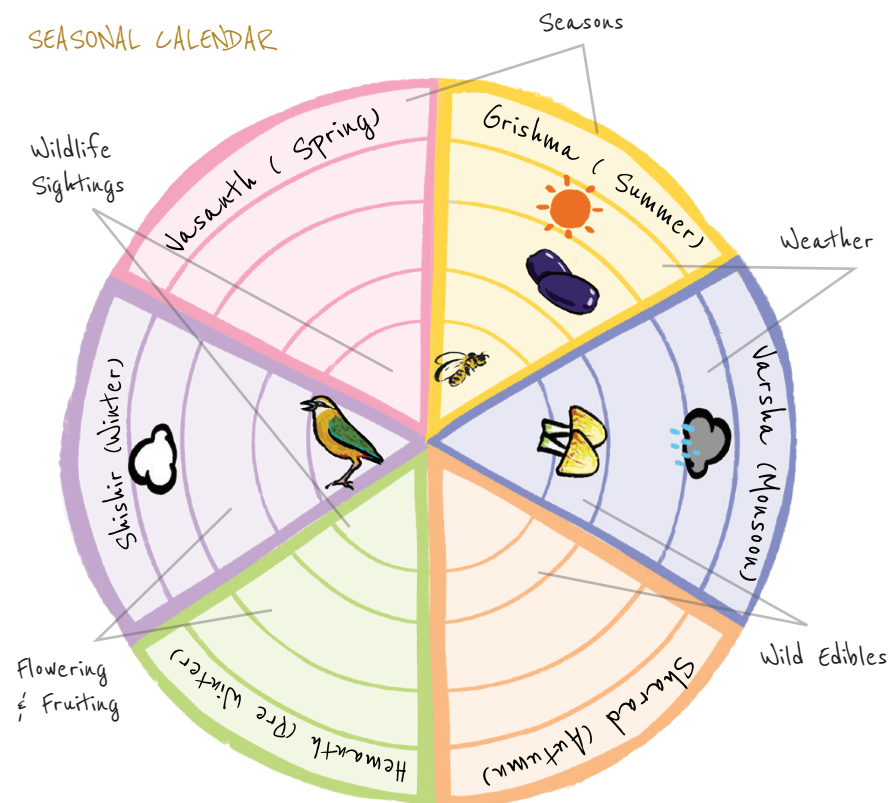 SEASONAL CALENDAR
Seasons
Wildlife
Sightings
Vasanth ( Spring)
Grishma ( Summer)
Weather
Shishir (Winter)
Varsha (Monsoon)
Flowering
& Fruiting
Hemanth (Pre Winter)
Sharad (Autumn)
Wild Edibles